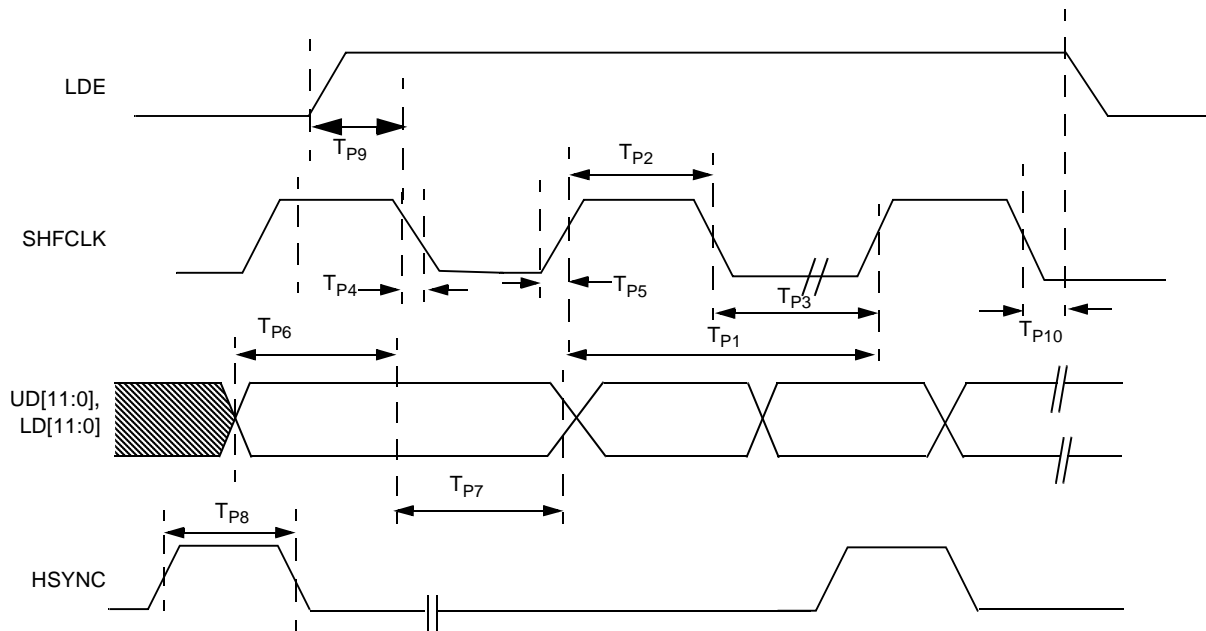 LDE
TP9
TP2
SHFCLK
TP4
TP5
TP3
TP10
TP6
TP1
UD[11:0],
LD[11:0]
TP7
TP8
HSYNC